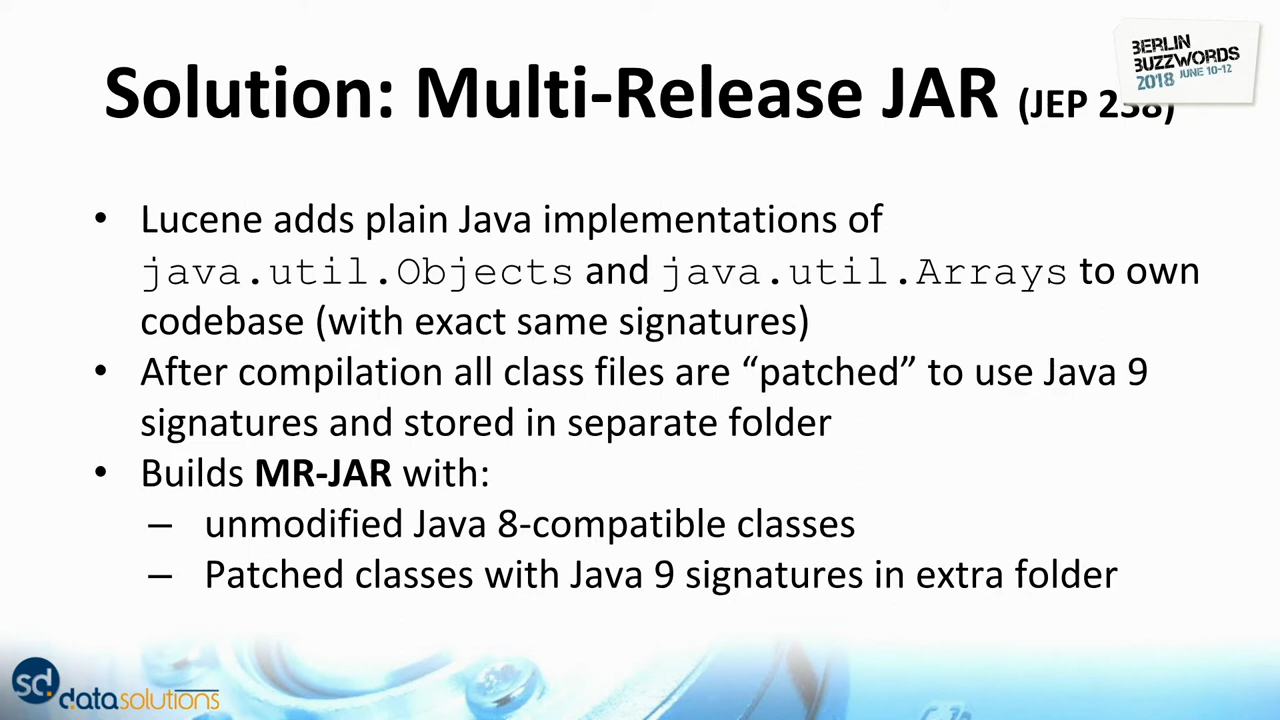 BERLIN
BUZZWORDS
2018 JUNE 10-12
Solution: Multi-Release JAR (JEP 238)
• Lucene adds plain Java implementations of
java.util.Objects and java.util.Arrays to own
codebase (with exact same signatures)
• After compilation all class files are “patched” to use Java 9
signatures and stored in separate folder
• Builds MR-JAR with:
– unmodified Java 8-compatible classes
– Patched classes with Java 9 signatures in extra folder
sd.
datasolutions